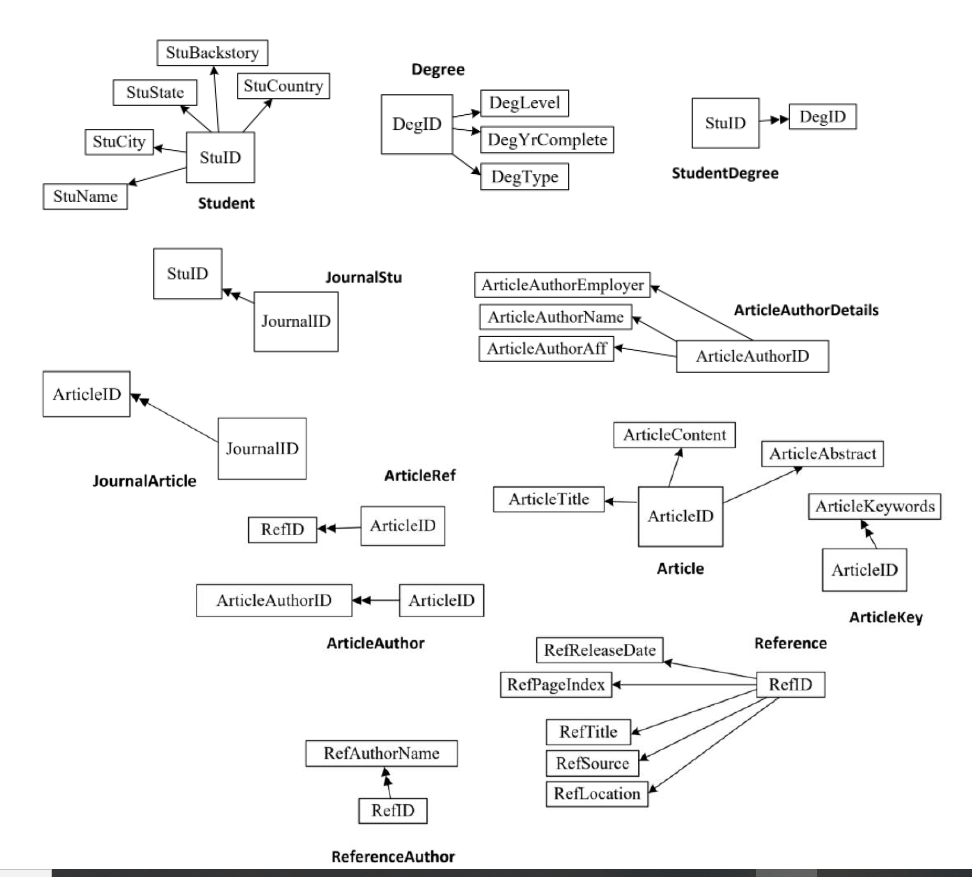 StuBackstory
StuState
StuCountry
StuCity
StuID
StuName
Student
Degree
DegID
DegLevel
DegYrComplete
DegType
StuID
DegID
StudentDegree
StuID
JournalStu
JournalID
ArticleAuthorEmployer
ArticleAuthorName
ArticleAuthorAff
ArticleAuthorDetails
ArticleAuthorID
ArticleID
JournalID
JournalArticle
ArticleRef
RefID
ArticleID
ArticleContent
ArticleAbstract
ArticleTitle
ArticleID
Article
ArticleKeywords
ArticleID
ArticleKey
ArticleAuthorID
ArticleID
ArticleAuthor
Reference
RefReleaseDate
RefPageIndex
RefID
RefTitle
RefSource
RefLocation
RefAuthorName
RefID
ReferenceAuthor